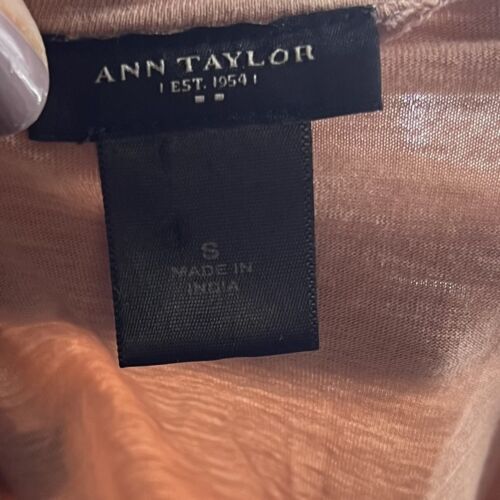 ANN TAYLOR
EST. 1954
S
MADE IN
INDIA